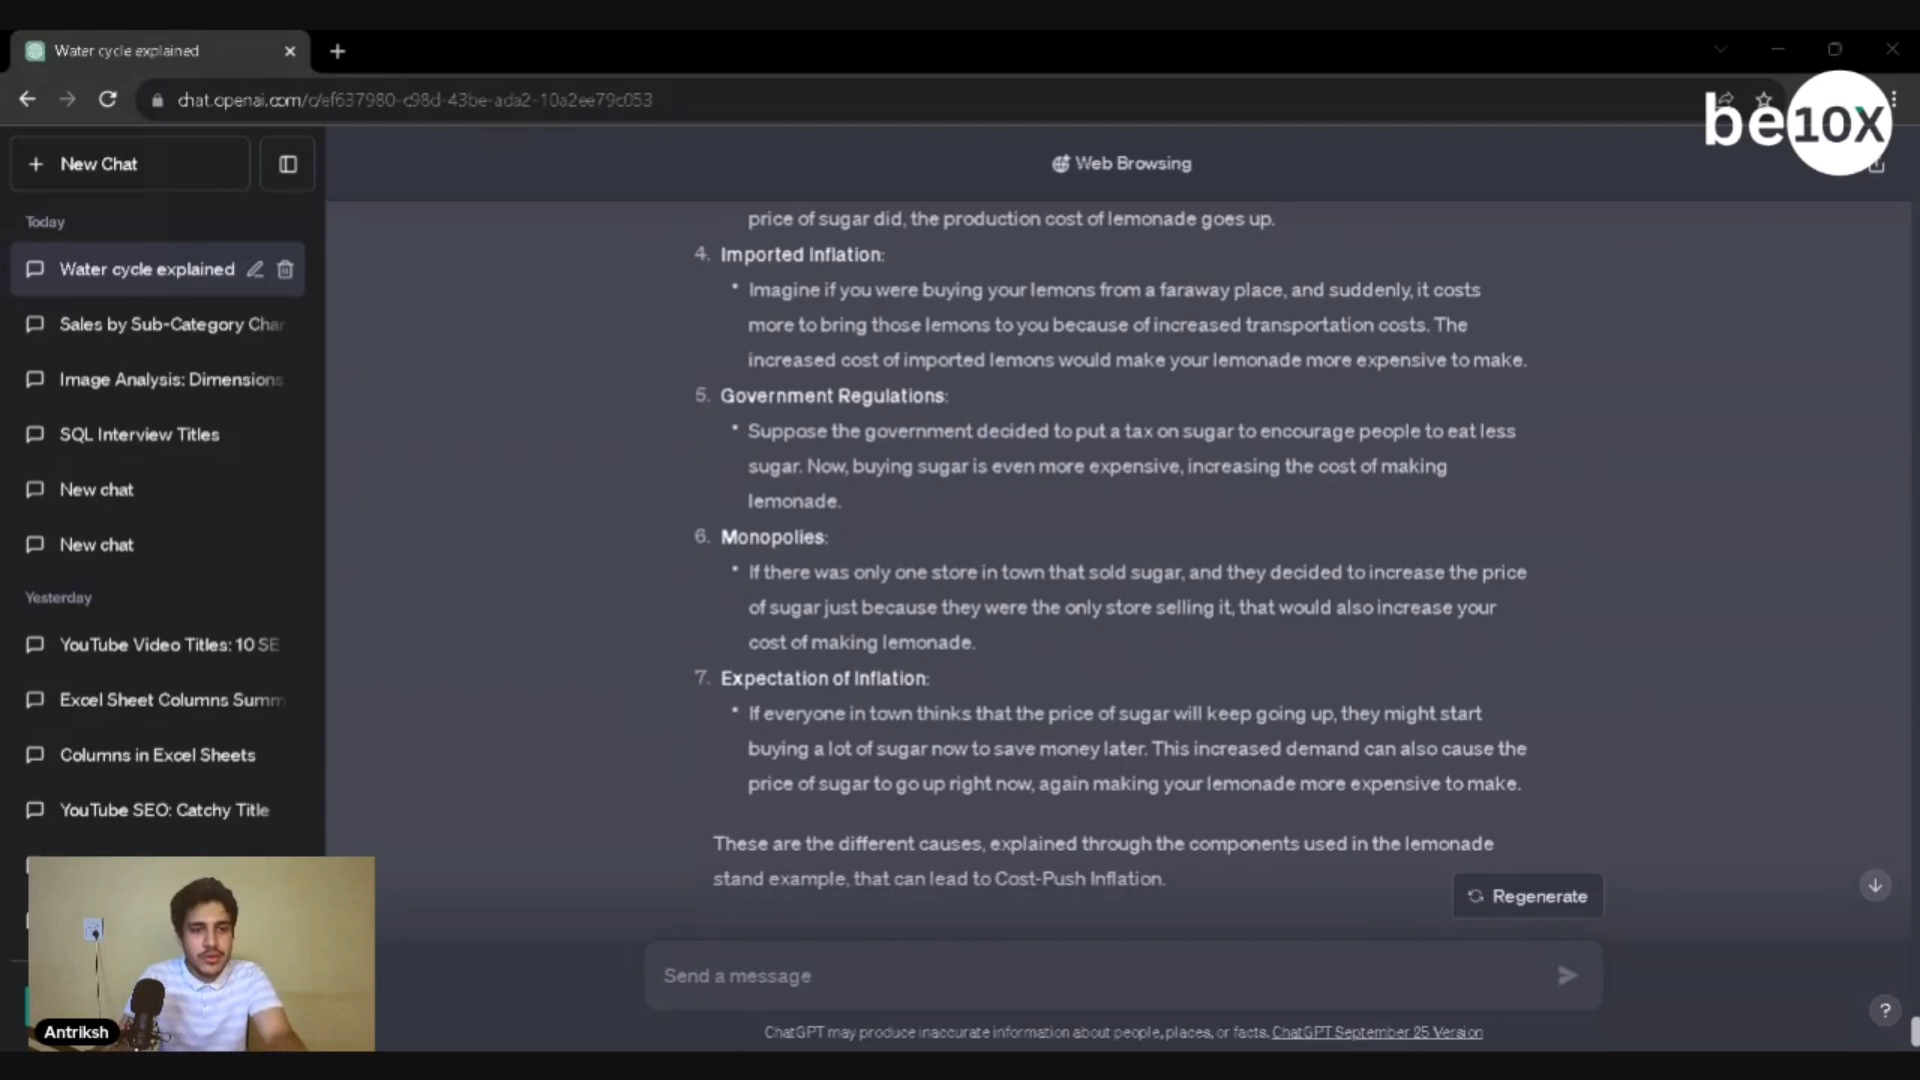 Water cycle explained
be10X
chat.openai.com/c/ef637980-c98d-43be-ada2-10a2ee79c053
New Chat
Web Browsing
Today
Water cycle explained
Sales by Sub-Category Char
Image Analysis: Dimensions
SQL Interview Titles
New chat
New chat
Yesterday
YouTube Video Titles: 10 SE
Excel Sheet Columns Summ
Columns in Excel Sheets
YouTube SEO: Catchy Title
price of sugar did, the production cost of lemonade goes up.
4. Imported Inflation:
• Imagine if you were buying your lemons from a faraway place, and suddenly, it costs
more to bring those lemons to you because of increased transportation costs. The
increased cost of imported lemons would make your lemonade more expensive to make.
5. Government Regulations:
• Suppose the government decided to put a tax on sugar to encourage people to eat less
sugar. Now, buying sugar is even more expensive, increasing the cost of making
lemonade.
6. Monopolies:
• If there was only one store in town that sold sugar, and they decided to increase the price
of sugar just because they were the only store selling it, that would also increase your
cost of making lemonade.
7. Expectation of Inflation:
• If everyone in town thinks that the price of sugar will keep going up, they might start
buying a lot of sugar now to save money later. This increased demand can also cause the
price of sugar to go up right now, again making your lemonade more expensive to make.
These are the different causes, explained through the components used in the lemonade
stand example, that can lead to Cost-Push Inflation.
Regenerate
Send a message
ChatGPT may produce inaccurate information about people, places, or facts. ChatGPT September 25 Version
?
Antriksh